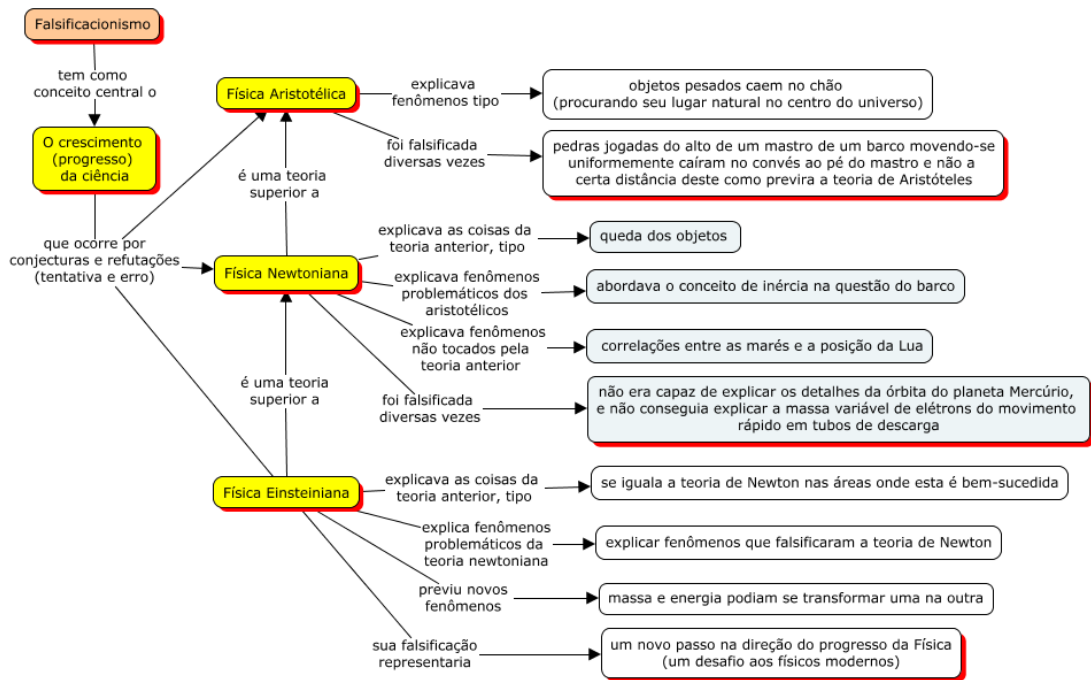 Falsificacionismo
tem como
conceito central o
O crescimento
(progresso)
da ciência
que ocorre por
conjecturas e refutações
(tentativa e erro)
Física Aristotélica
explicava
fenômenos tipo
objetos pesados caem no chão
(procurando seu lugar natural no centro do universo)
foi falsificada
diversas vezes
pedras jogadas do alto de um mastro de um barco movendo-se
uniformemente caíram no convés ao pé do mastro e não a
certa distância deste como previra a teoria de Aristóteles
é uma teoria
superior a
Física Newtoniana
explicava as coisas da
teoria anterior, tipo
queda dos objetos
explicava fenômenos
problemáticos dos
aristotélicos
abordava o conceito de inércia na questão do barco
explicava fenômenos
não tocados pela
teoria anterior
correlações entre as marés e a posição da Lua
foi falsificada
diversas vezes
não era capaz de explicar os detalhes da órbita do planeta Mercúrio,
e não conseguia explicar a massa variável de elétrons do movimento
rápido em tubos de descarga
é uma teoria
superior a
Física Einsteiniana
explicava as coisas da
teoria anterior, tipo
se iguala a teoria de Newton nas áreas onde esta é bem-sucedida
explica fenômenos
problemáticos da
teoria newtoniana
explicar fenômenos que falsificaram a teoria de Newton
previu novos
fenômenos
massa e energia podiam se transformar uma na outra
sua falsificação
representaria
um novo passo na direção do progresso da Física
(um desafio aos físicos modernos)